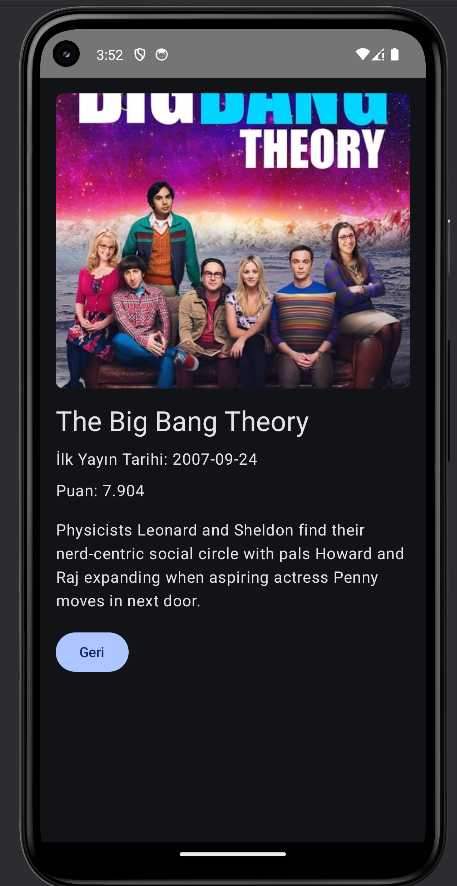 3:52
BIG BANG
THEORY
The Big Bang Theory
İlk Yayın Tarihi: 2007-09-24
Puan: 7.904
Physicists Leonard and Sheldon find their
nerd-centric social circle with pals Howard and
Raj expanding when aspiring actress Penny
moves in next door.
Geri